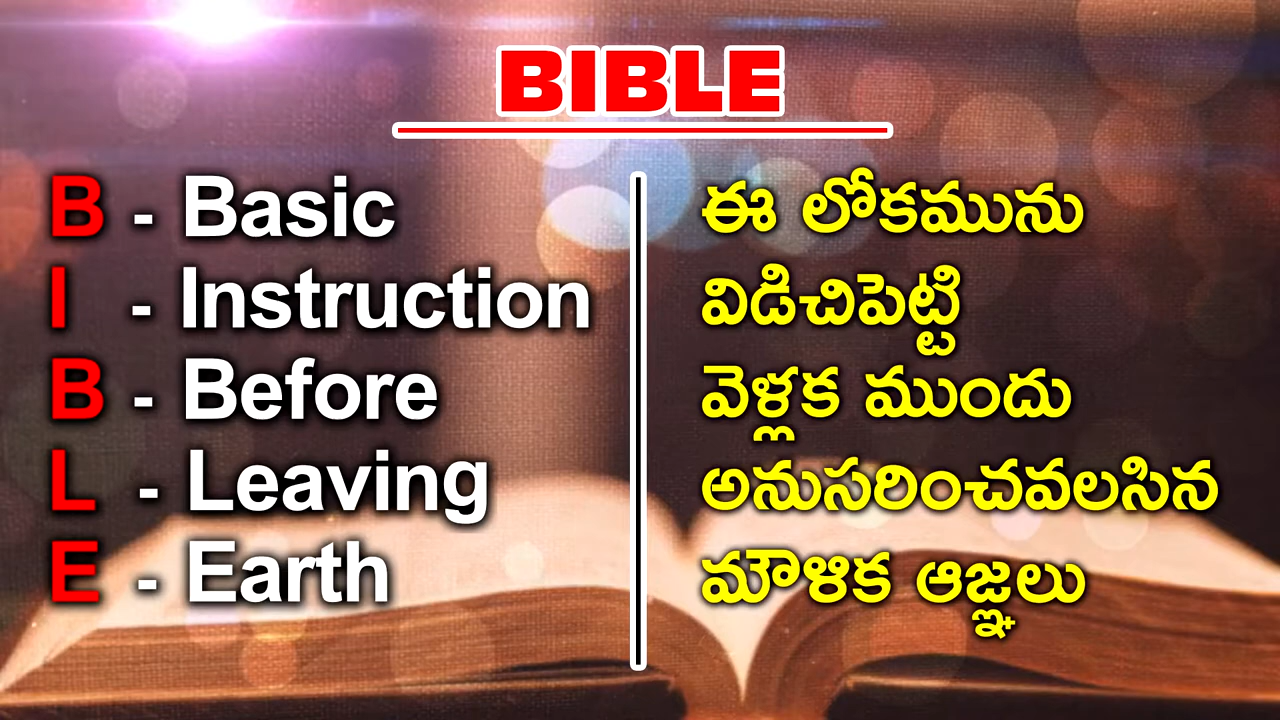 BIBLE
B - Basic
I - Instruction
B - Before
L - Leaving
E - Earth
ఈ లోకమును
విడిచిపెట్టి
వెళ్లక ముందు
అనుసరించవలసిన
మౌళిక ఆజ్ఞలు